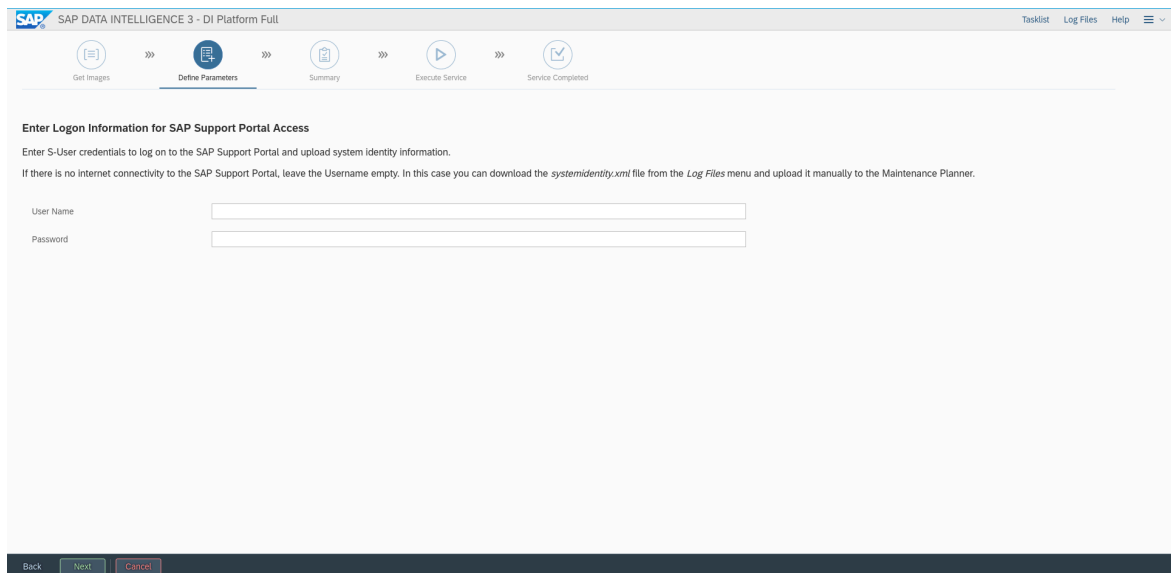 SAP SAP DATA INTELLIGENCE 3 - DI Platform Full Tasklist Log Files Help
Get Images Define Parameters Summary Execute Service Service Completed
Enter Logon Information for SAP Support Portal Access
Enter S-User credentials to log on to the SAP Support Portal and upload system identity information.
If there is no internet connectivity to the SAP Support Portal, leave the Username empty. In this case you can download the systemidentity.xml file from the Log Files menu and upload it manually to the Maintenance Planner.
User Name
Password
Back Next Cancel